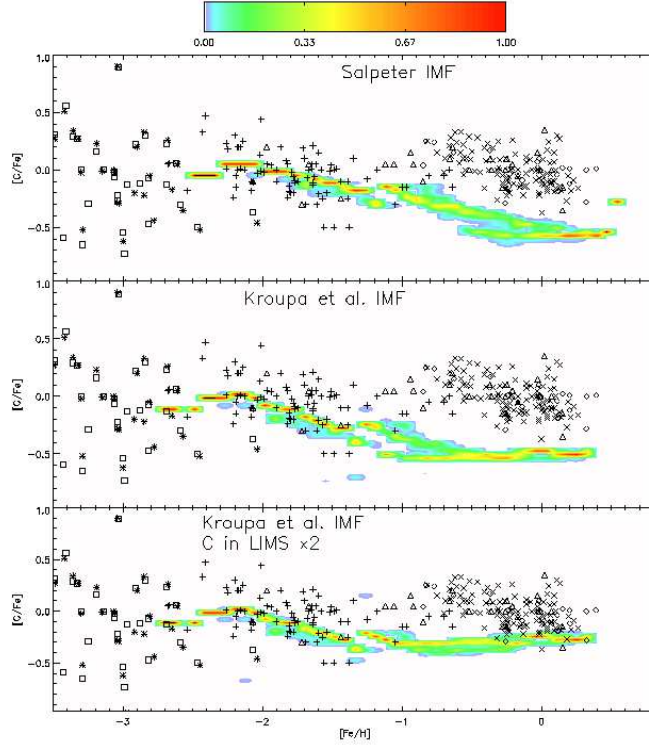 0.00 0.33 0.67 1.00
Salpeter IMF
1.0
0.5
0.0
-0.5
[C/Fe]
Kroupa et al. IMF
1.0
0.5
0.0
-0.5
[C/Fe]
Kroupa et al. IMF
C in LIMS x2
1.0
0.5
0.0
-0.5
[C/Fe]
-3 -2 -1 0
[Fe/H]